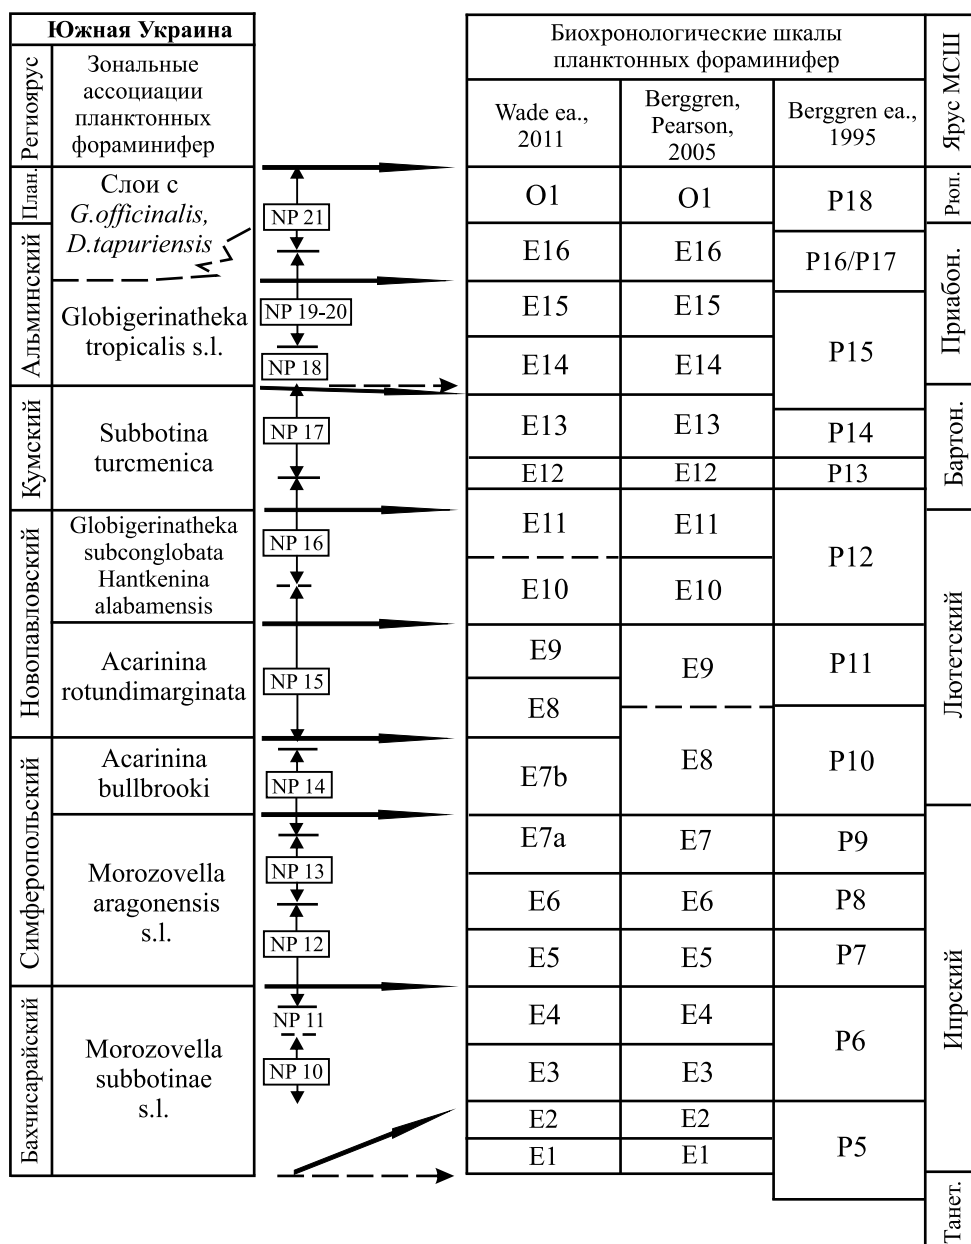 Южная Украина
Региоярус
Зональные
ассоциации
планктонных
фораминифер
План.
Альминский
Кумский
Новопавловский
Симферопольский
Бахчисарайский
Слои с
G.officinalis,
D.tapuriensis
Globigerinatheka
tropicalis s.l.
Subbotina
turcmenica
Globigerinatheka
subconglobata
Hantkenina
alabamensis
Acarinina
rotundimarginata
Acarinina
bullbrooki
Morozovella
aragonensis
s.l.
Morozovella
subbotinae
s.l.
NP 21
NP 19-20
NP 18
NP 17
NP 16
NP 15
NP 14
NP 13
NP 12
NP 11
NP 10
Биохронологические шкалы
планктонных фораминифер
Wade ea.,
2011
Berggren,
Pearson,
2005
Berggren ea.,
1995
O1
E16
E15
E14
E13
E12
E11
E10
E9
E8
E7b
E7a
E6
E5
E4
E3
E2
E1
O1
E16
E15
E14
E13
E12
E11
E10
E9
E8
E7
E6
E5
E4
E3
E2
E1
P18
P16/P17
P15
P14
P13
P12
P11
P10
P9
P8
P7
P6
P5
Ярус МСШ
Рюп.
Приабон.
Бартон.
Лютетский
Ипрский
Танет.